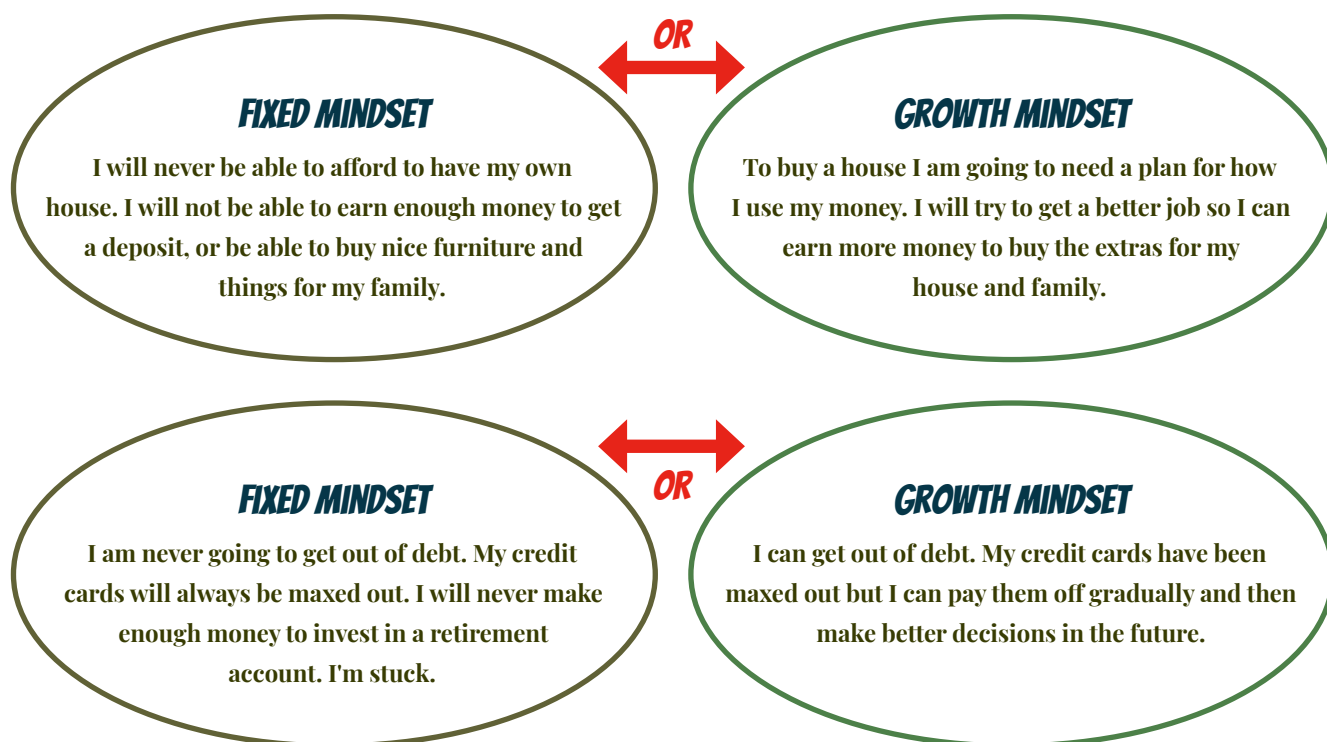 OR
FIXED MINDSET
I will never be able to afford to have my own
house. I will not be able to earn enough money to get
a deposit, or be able to buy nice furniture and
things for my family.
GROWTH MINDSET
To buy a house I am going to need a plan for how
I use my money. I will try to get a better job so I can
earn more money to buy the extras for my
house and family.
OR
FIXED MINDSET
I am never going to get out of debt. My credit
cards will always be maxed out. I will never make
enough money to invest in a retirement
account. I'm stuck.
GROWTH MINDSET
I can get out of debt. My credit cards have been
maxed out but I can pay them off gradually and then
make better decisions in the future.